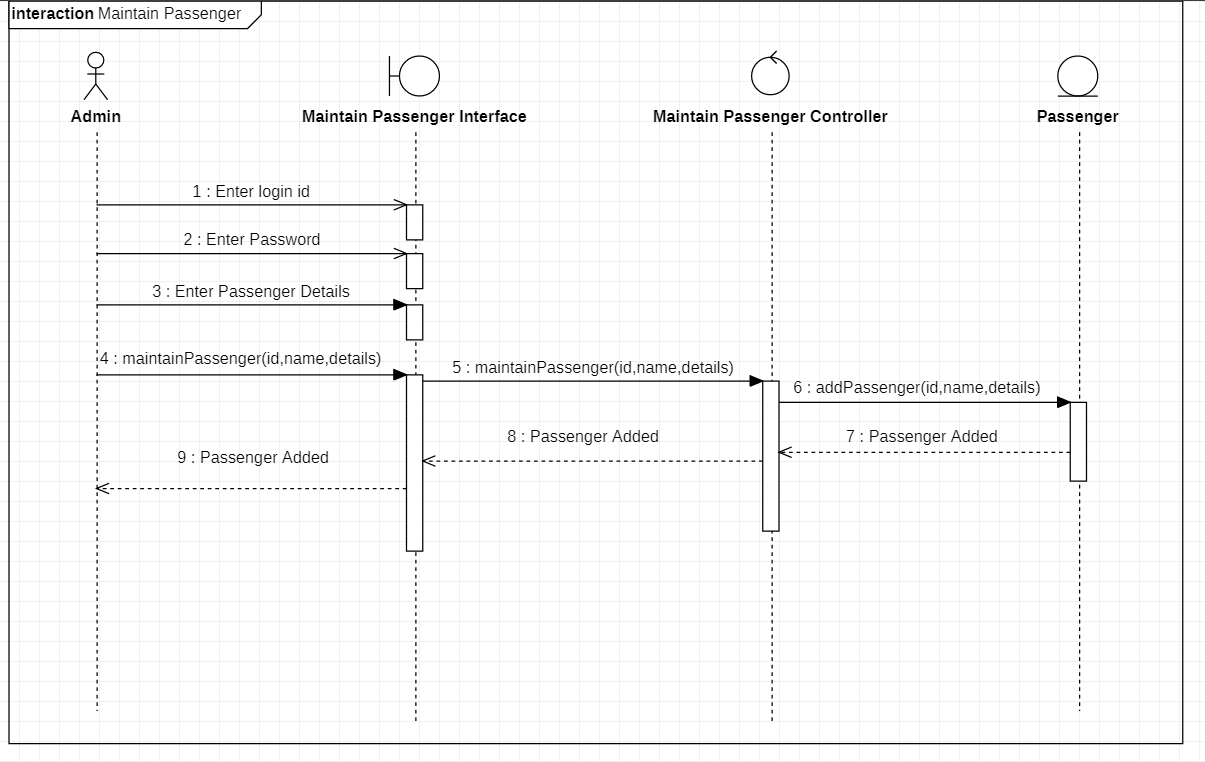 interaction Maintain Passenger
Admin
Maintain Passenger Interface
Maintain Passenger Controller
Passenger
1 : Enter login id
2 : Enter Password
3 : Enter Passenger Details
4 : maintainPassenger(id,name,details)
5 : maintainPassenger(id,name,details)
6 : addPassenger(id,name,details)
7 : Passenger Added
8 : Passenger Added
9 : Passenger Added